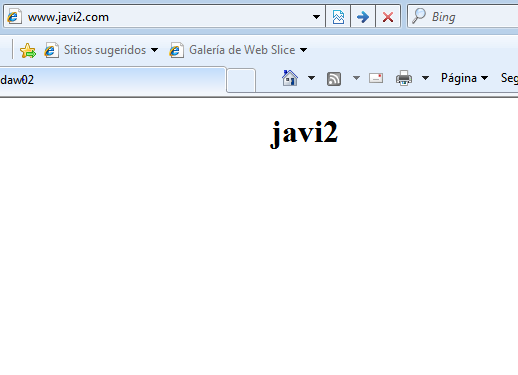 www.javi2.com Bing
Sitios sugeridos Galería de Web Slice
daw02 Página Seg
javi2